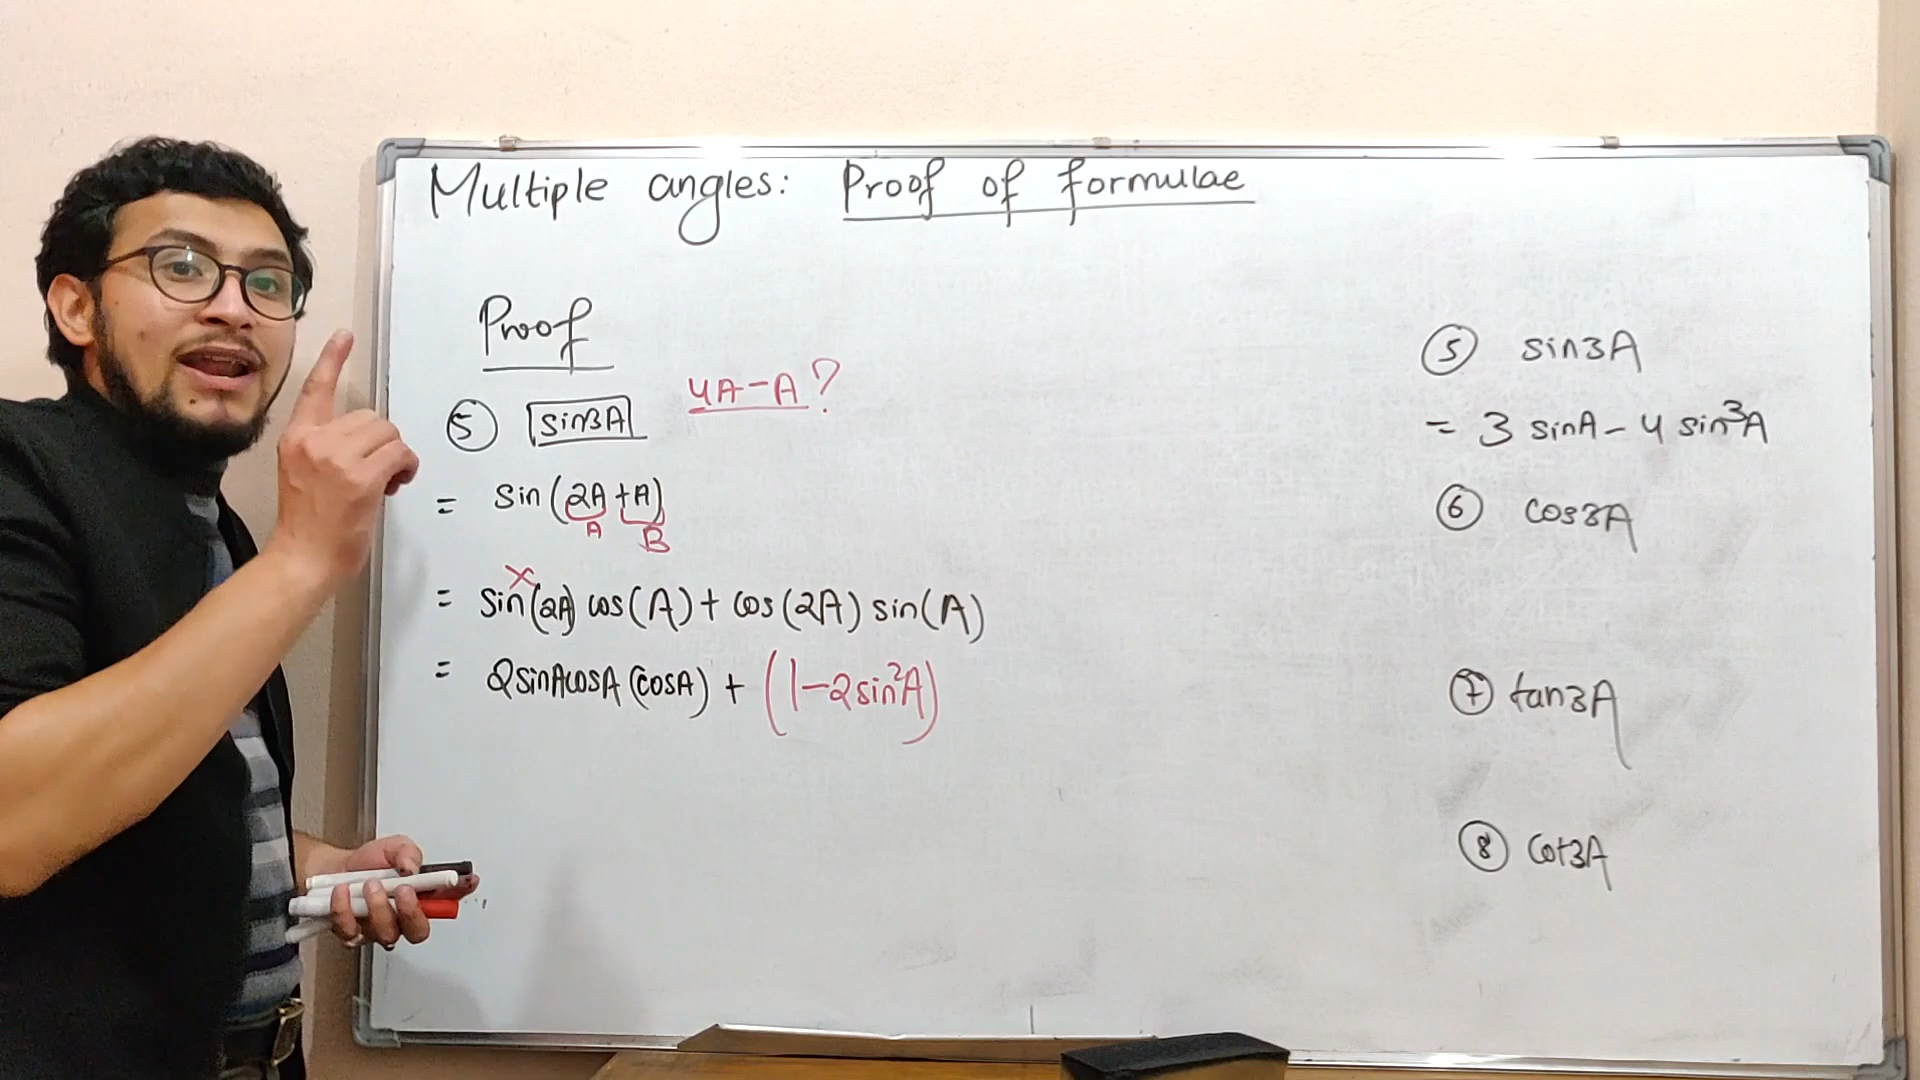 Multiple angles: Proof of formulae
Proof
4A-A?
⑤ sin3A
= sin(2A+A)
A B
x
= sin(2A) cos(A) + cos(2A) sin(A)
= 2sinAcosA (cosA) + (1-2sin²A)
⑤ sin3A
= 3 sinA - 4 sin³A
⑥ cos3A
⑦ tan3A
⑧ cot3A